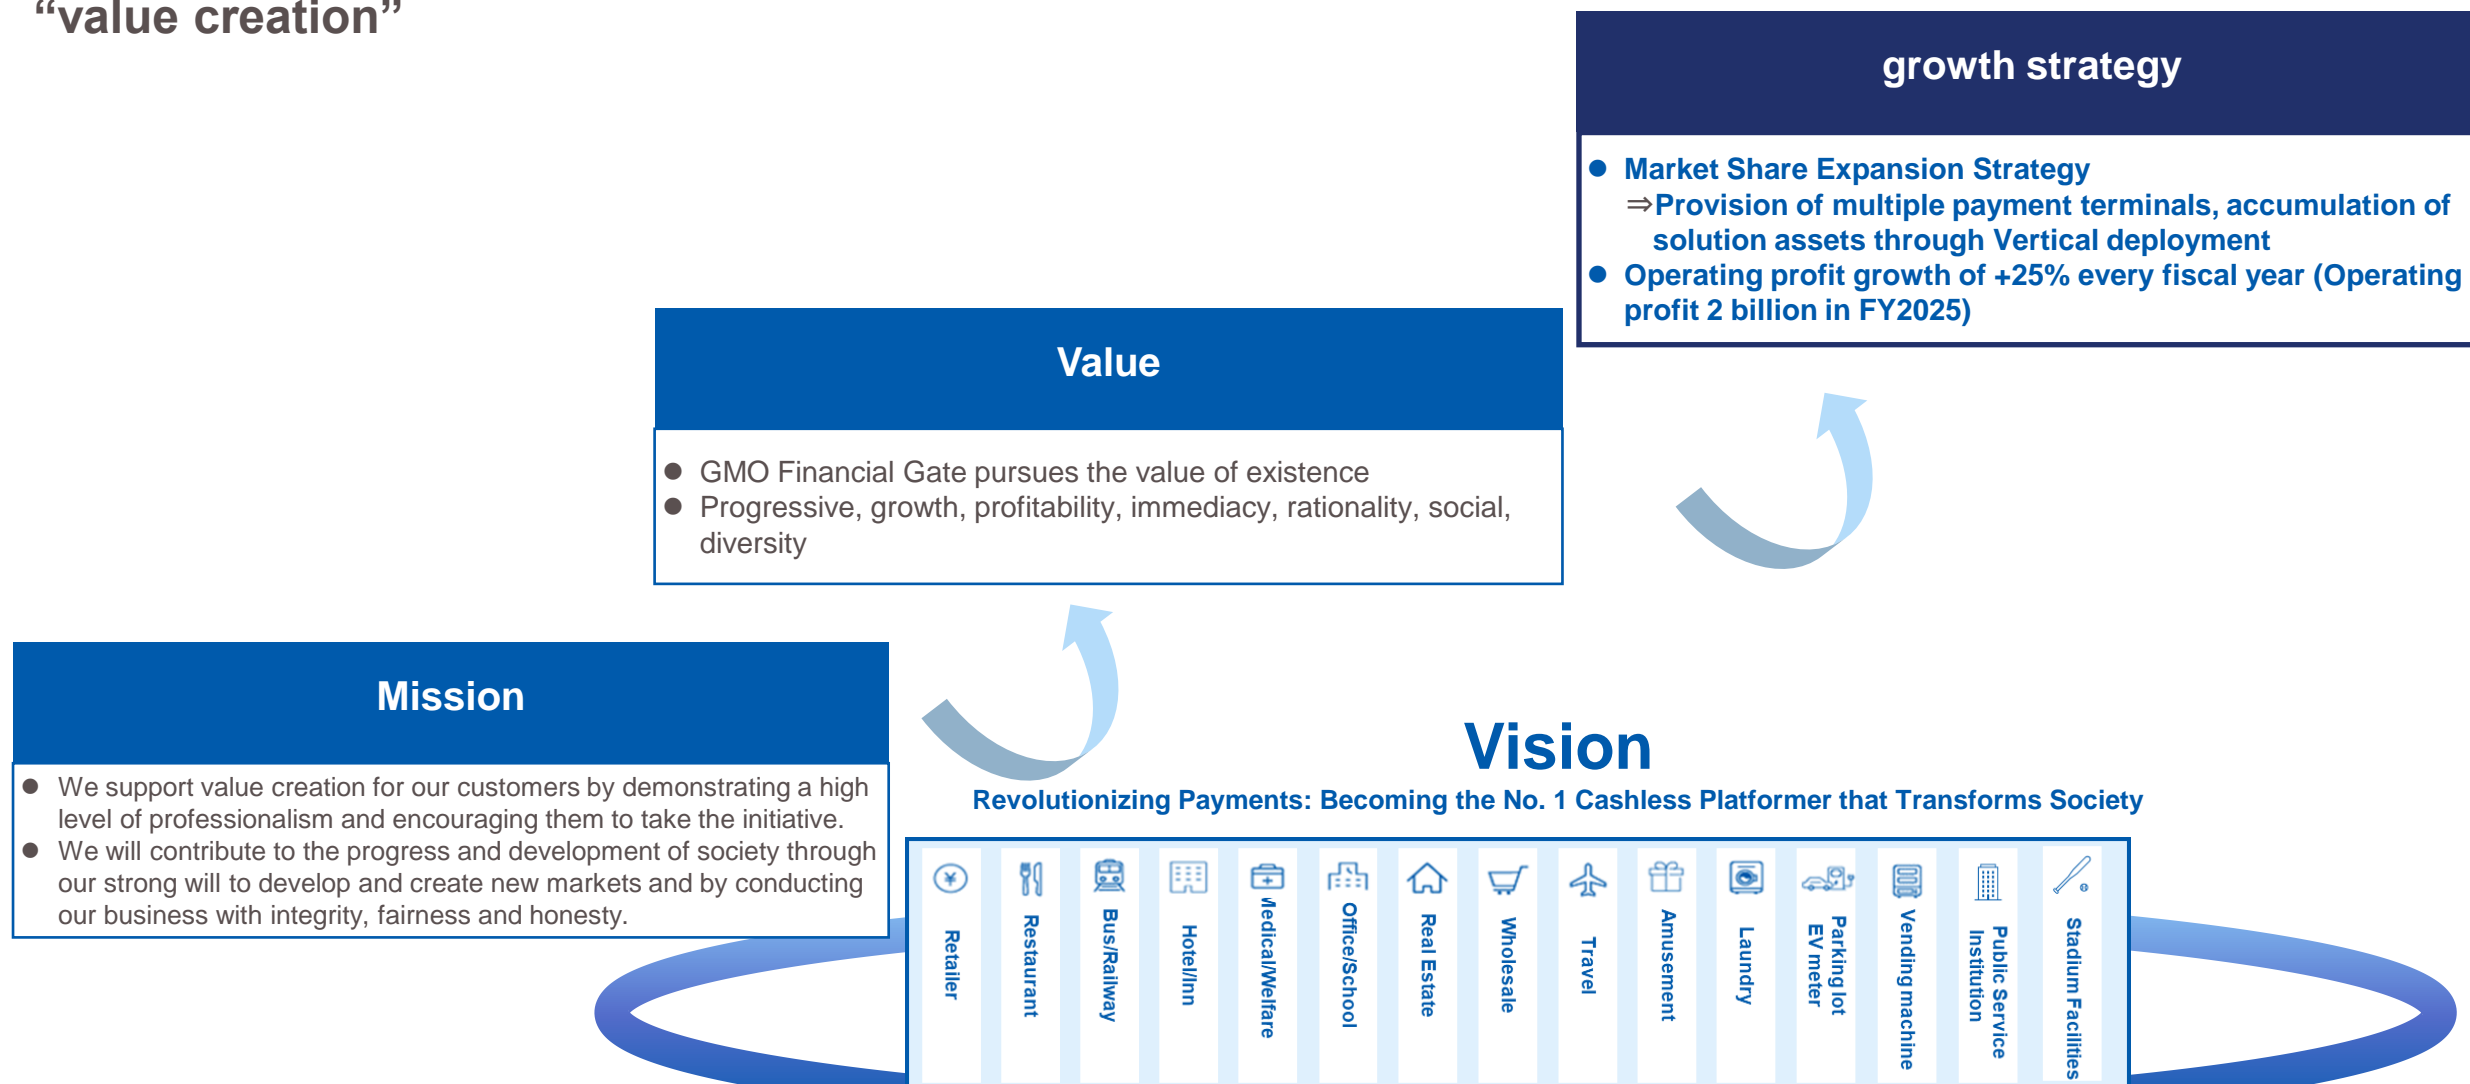 “value creation”
growth strategy
● Market Share Expansion Strategy
⇒Provision of multiple payment terminals, accumulation of
solution assets through Vertical deployment
● Operating profit growth of +25% every fiscal year (Operating
profit 2 billion in FY2025)
Value
● GMO Financial Gate pursues the value of existence
● Progressive, growth, profitability, immediacy, rationality, social,
diversity
Mission
● We support value creation for our customers by demonstrating a high
level of professionalism and encouraging them to take the initiative.
● We will contribute to the progress and development of society through
our strong will to develop and create new markets and by conducting
our business with integrity, fairness and honesty.
Vision
Revolutionizing Payments: Becoming the No. 1 Cashless Platformer that Transforms Society
¥
Retailer
Restaurant
Bus/Railway
Hotel/Inn
Medical/Welfare
Office/School
Real Estate
Wholesale
Travel
Amusement
Laundry
Parking lot
EV meter
Vending machine
Public Service
Institution
Stadium Facilities